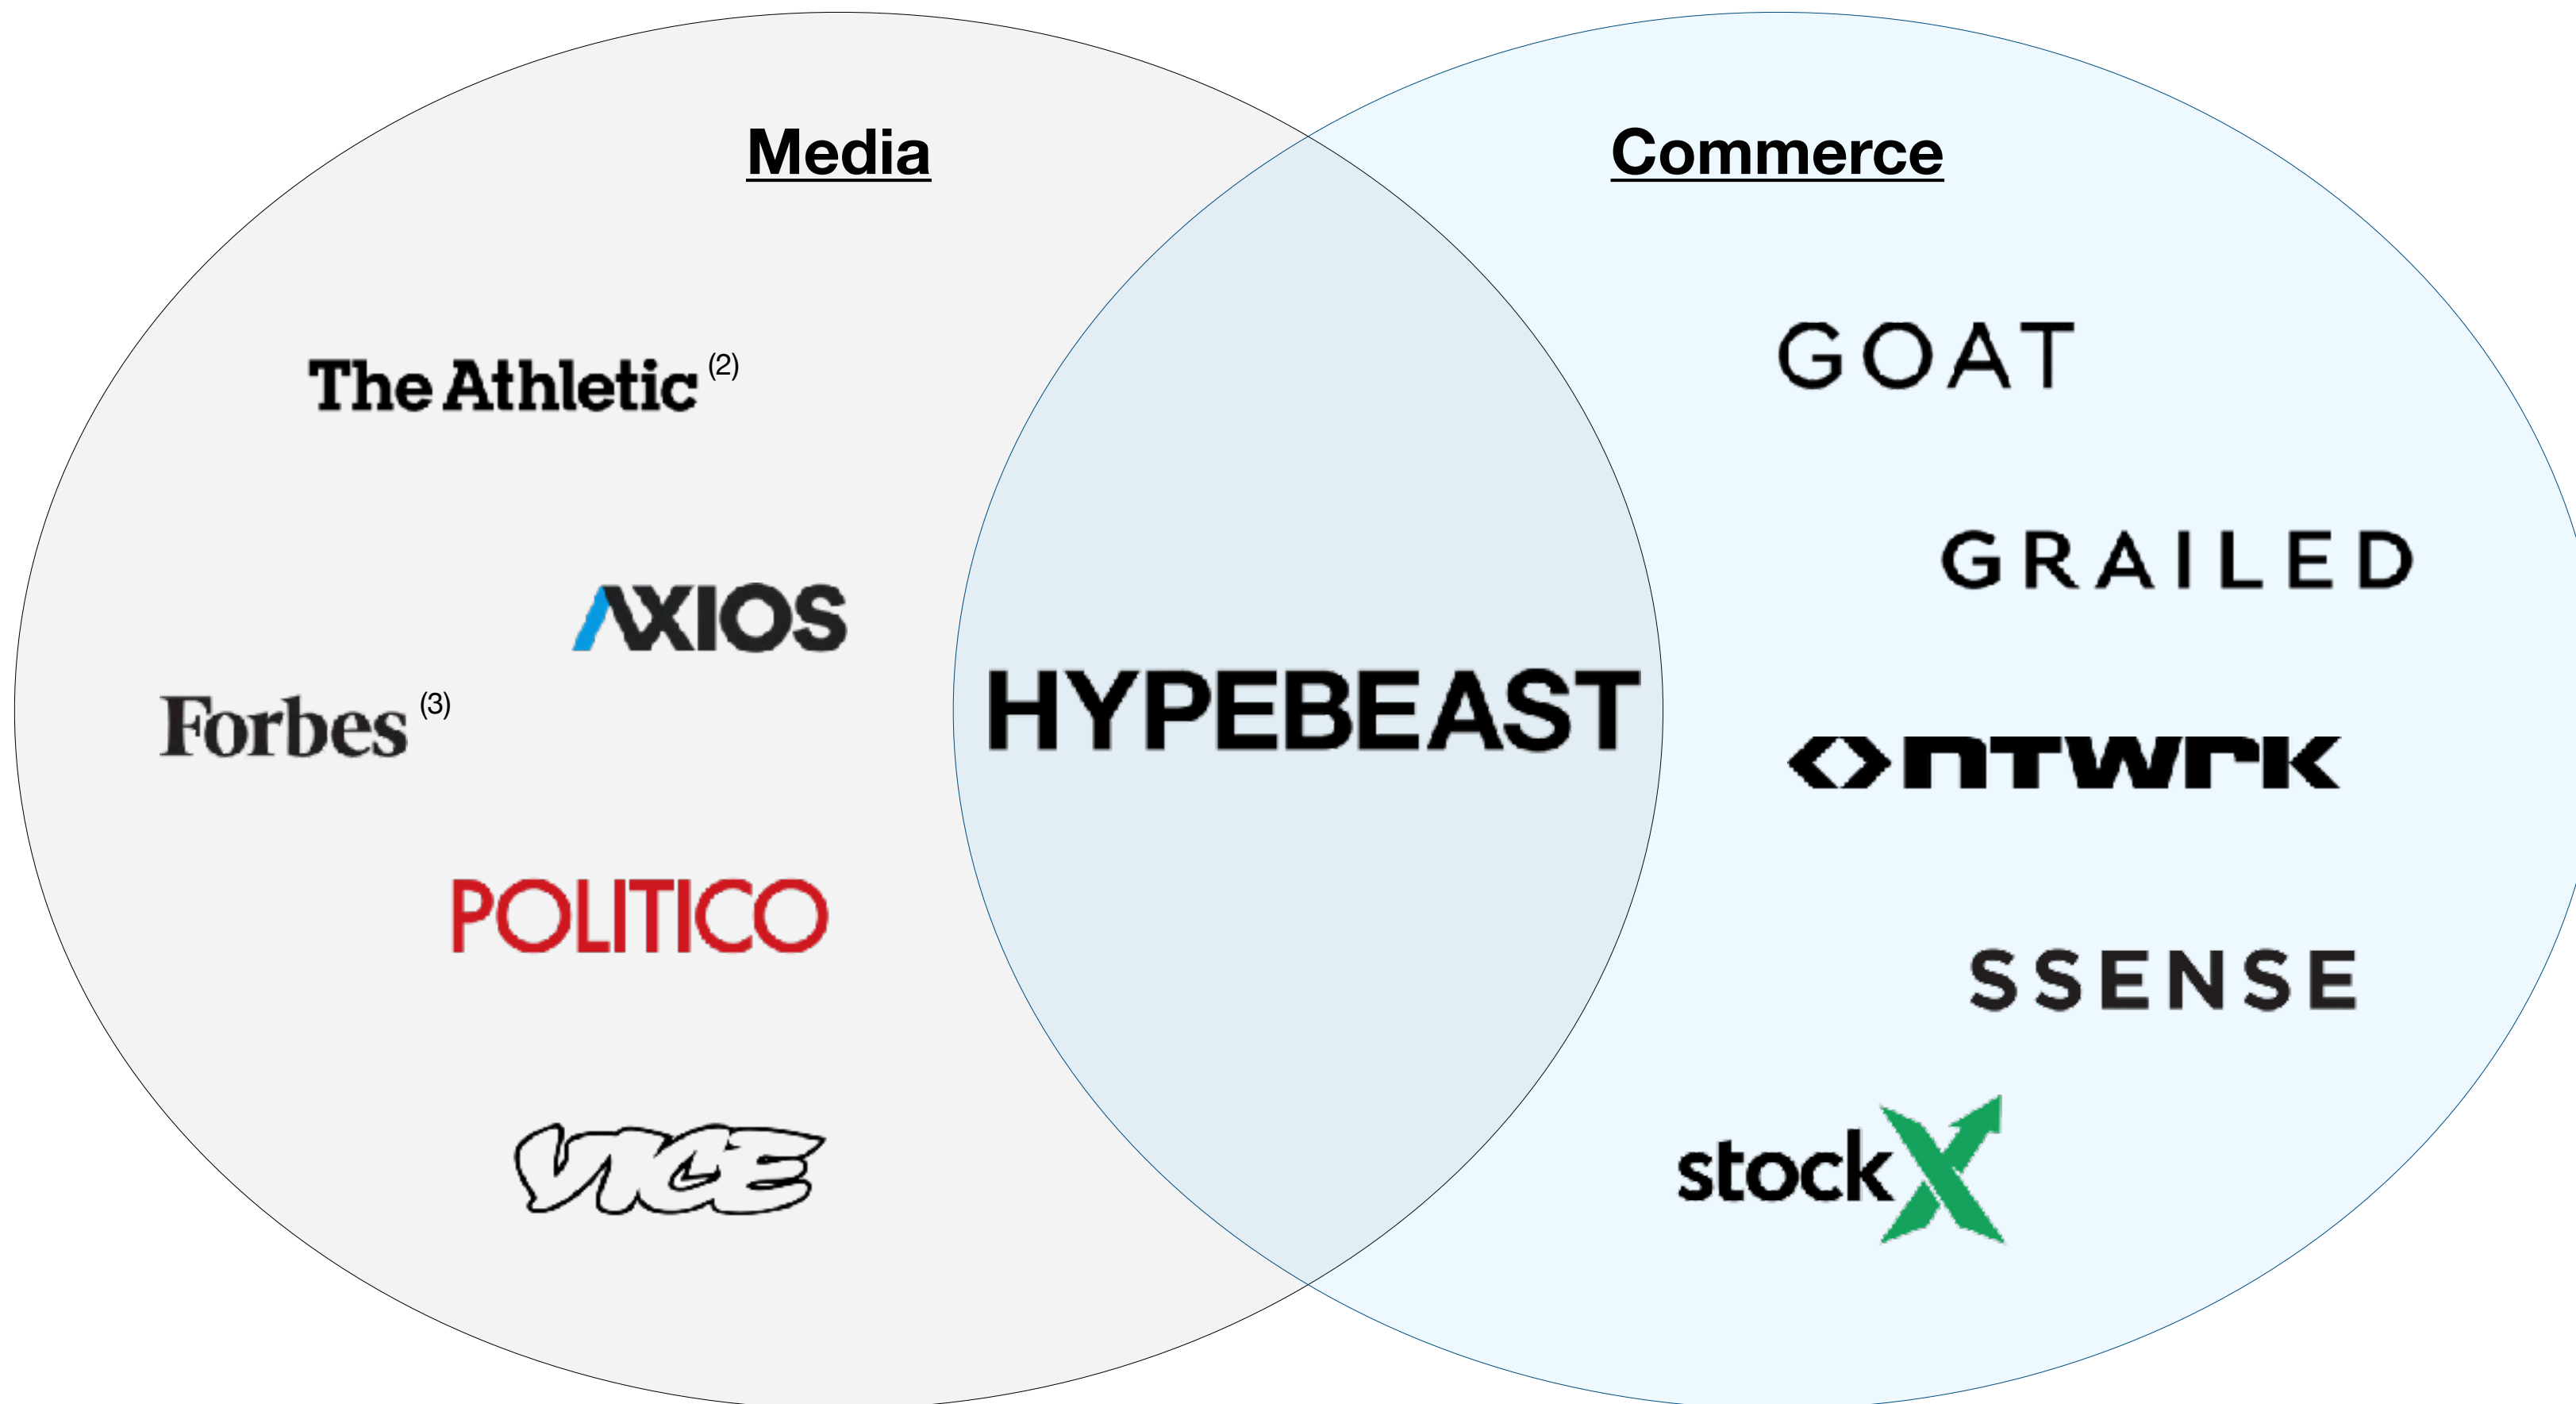 Media
The Athletic (2)
AXIOS
Forbes (3)
POLITICO
VICE
HYPEBEAST
Commerce
GOAT
GRAILED
NTWRK
SSENSE
stockX